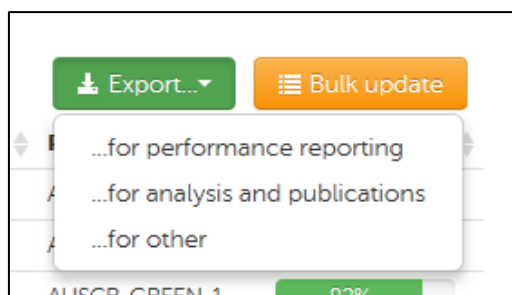 Export... Bulk update
...for performance reporting
...for analysis and publications
...for other